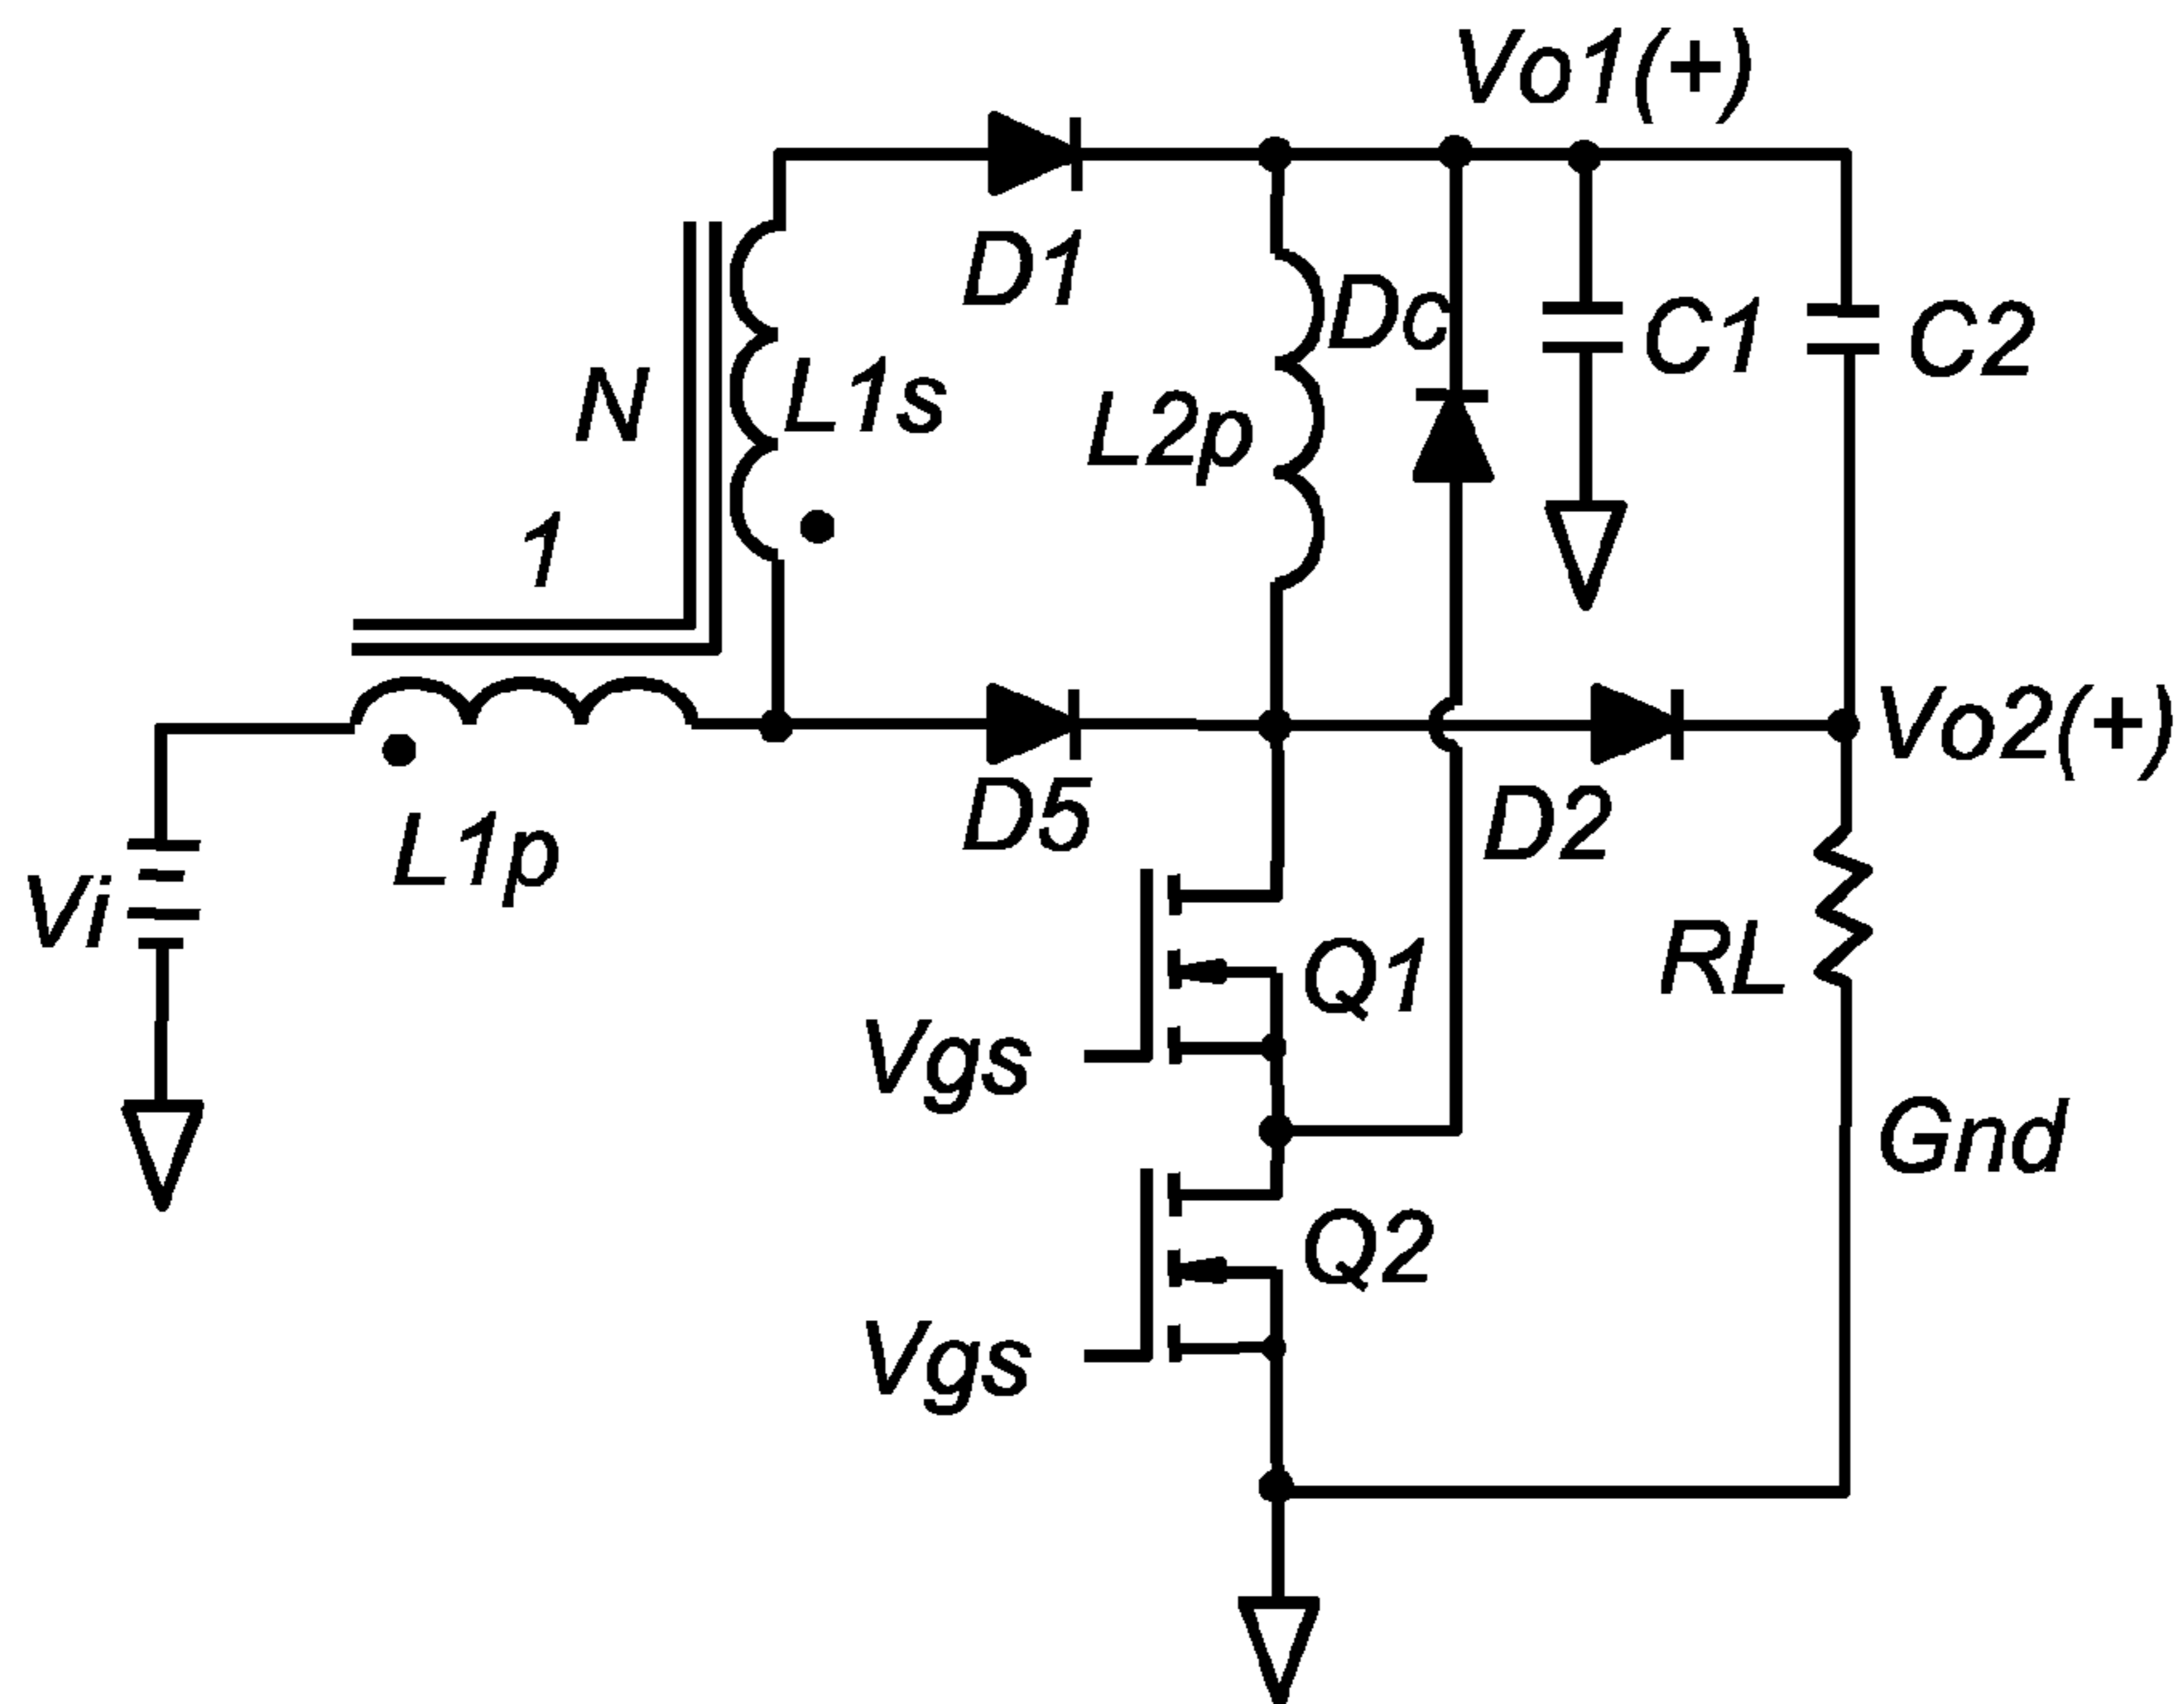 Vo1(+)
D1
Dc
C1
C2
N
L1s
L2p
1
Vo2(+)
D5
D2
L1p
Vi
Q1
RL
Vgs
Gnd
Q2
Vgs